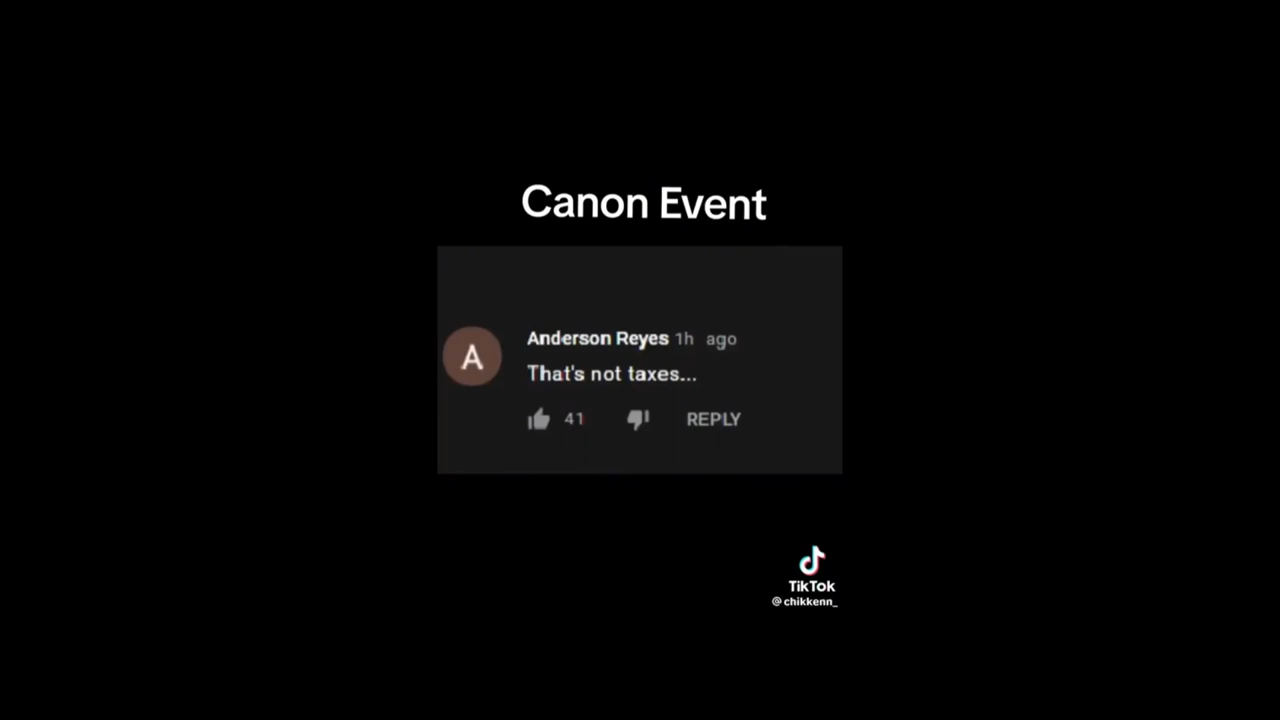 Canon Event
A
Anderson Reyes 1h ago
That's not taxes...
41
REPLY
TikTok
@chikkenn_